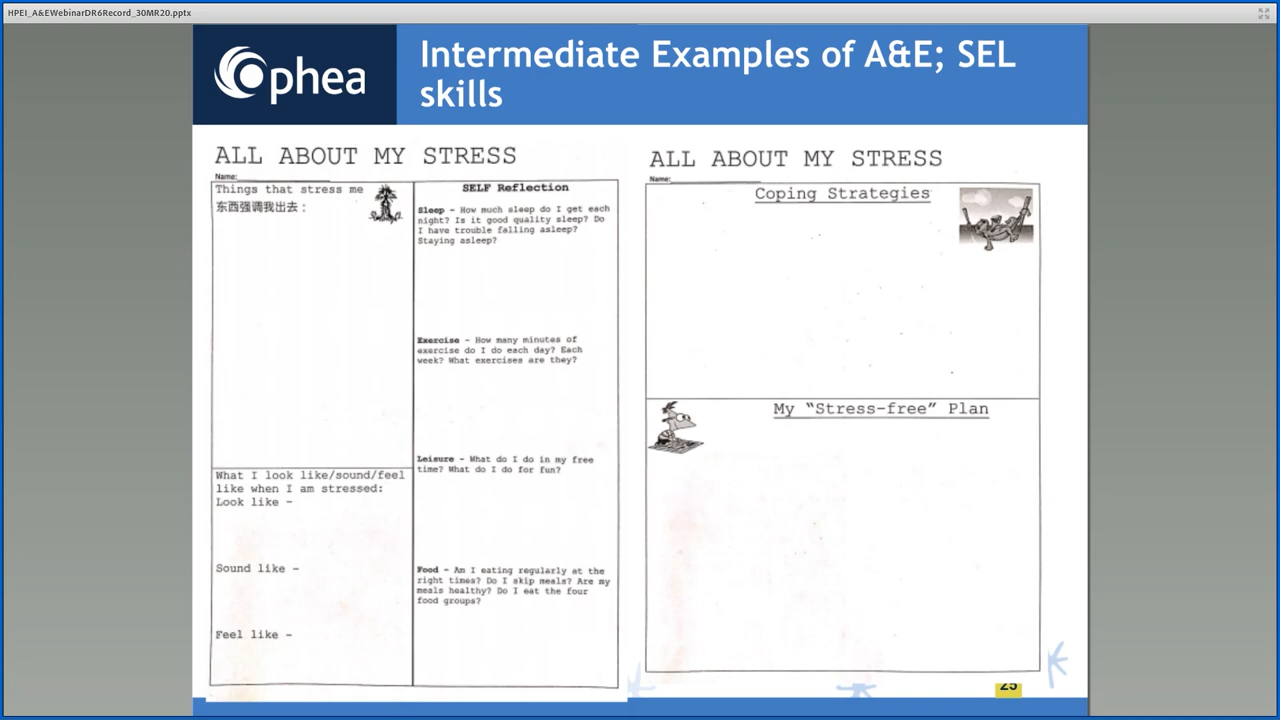 HPEI_A&EWebinarDR6Record_30MR20.pptx
Ophea
Intermediate Examples of A&E; SEL
skills
ALL ABOUT MY STRESS
Name:
Things that stress me
东西强调我出去：
What I look like/sound/feel
like when I am stressed:
Look like -
Sound like -
Feel like -
SELF Reflection
Sleep - How much sleep do I get each
night? Is it good quality sleep? Do
I have trouble falling asleep?
Staying asleep?
Exercise - How many minutes of
exercise do I do each day? Each
week? What exercises are they?
Leisure - What do I do in my free
time? What do I do for fun?
Food - Am I eating regularly at the
right times? Do I skip meals? Are my
meals healthy? Do I eat the four
food groups?
ALL ABOUT MY STRESS
Name:
Coping Strategies
My “Stress-free” Plan
25